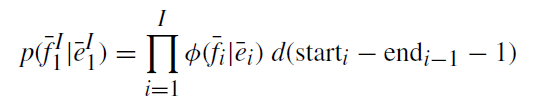 p(f̄₁ᴵ|ē₁ᴵ) = ∏ᵢ₌₁ᴵ ϕ(f̄ᵢ|ēᵢ) d(startᵢ − endᵢ₋₁ − 1)